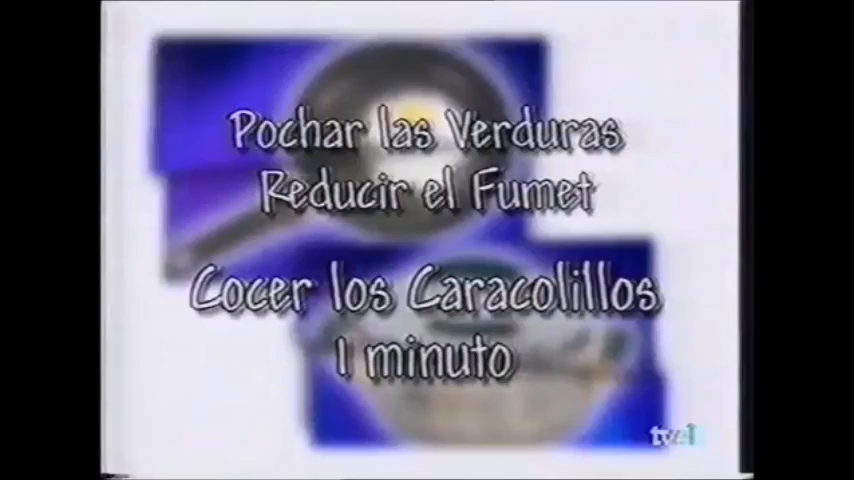 Pochar las Verduras
Reducir el Fumet
Cocer los Caracolillos
1 minuto
tve1